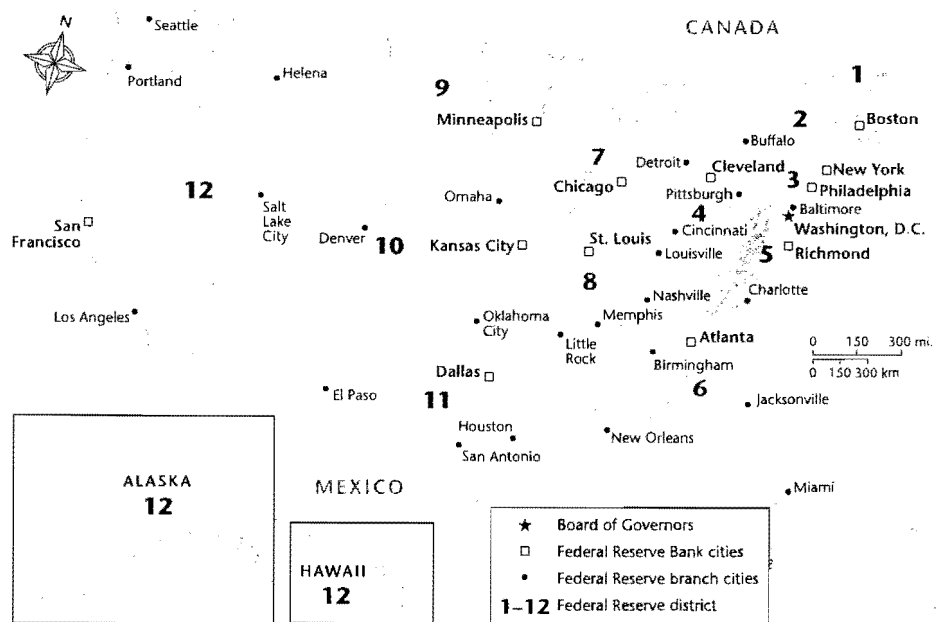 N
Seattle
CANADA
Portland
Helena
1
9
Minneapolis
2
Boston
Buffalo
7
Detroit
Cleveland
3
New York
Chicago
Pittsburgh
Philadelphia
12
Omaha
Baltimore
San
Francisco
Salt
Lake
City
4
Cincinnati
Washington, D.C.
Denver
10
Kansas City
St. Louis
Louisville
5
Richmond
8
Nashville
Charlotte
Los Angeles
Oklahoma
City
Memphis
Little
Rock
Atlanta
0 150 300 mi.
0 150 300 km
Birmingham
Dallas
El Paso
11
6
Jacksonville
Houston
San Antonio
New Orleans
ALASKA
12
MEXICO
Miami
HAWAII
12
Board of Governors
Federal Reserve Bank cities
Federal Reserve branch cities
1–12 Federal Reserve district